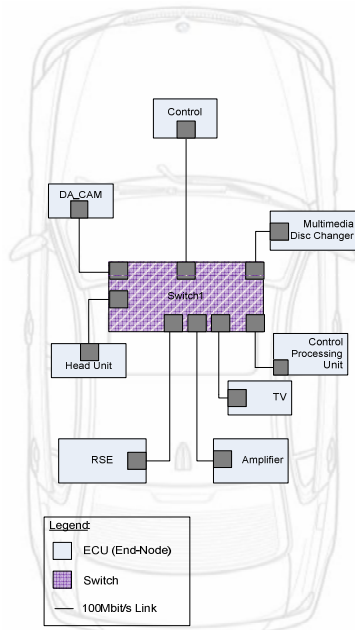 Control
DA_CAM
Multimedia
Disc Changer
Switch1
Head Unit
Control
Processing
Unit
TV
RSE
Amplifier
Legend:
ECU (End-Node)
Switch
100Mbit/s Link